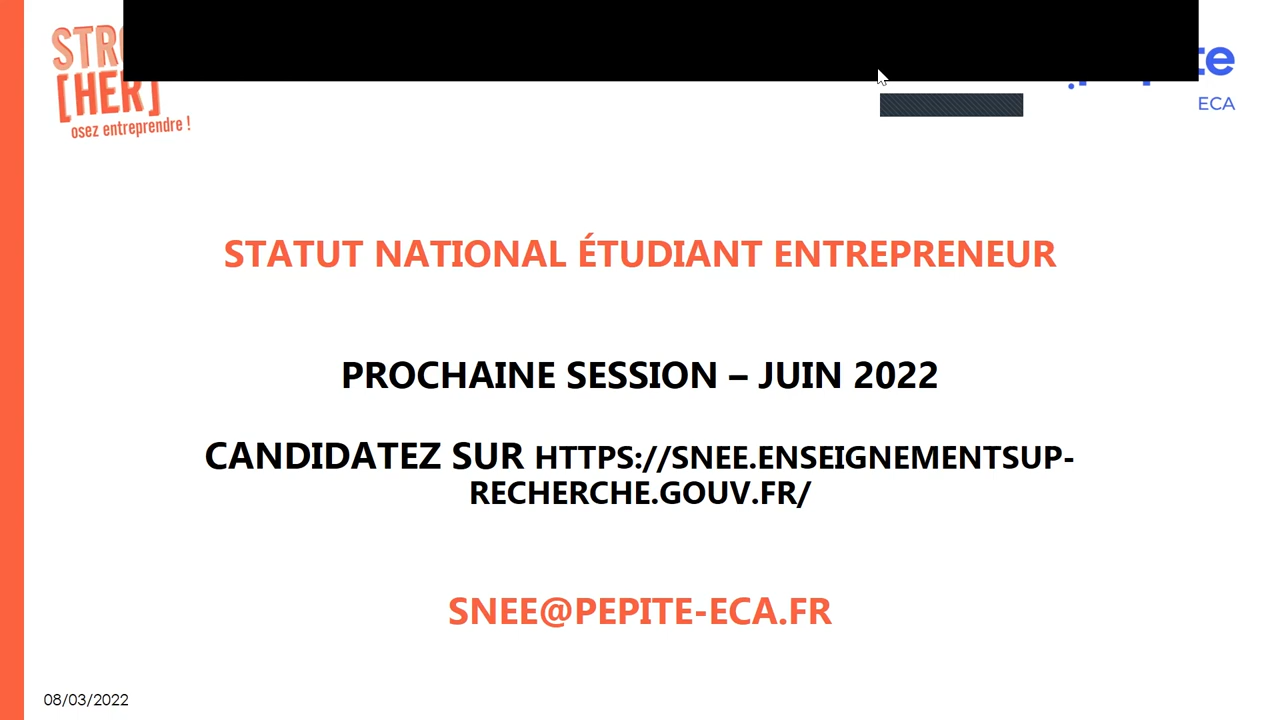 [HER]
osez entreprendre !
ECA
STATUT NATIONAL ÉTUDIANT ENTREPRENEUR
PROCHAINE SESSION – JUIN 2022
CANDIDATEZ SUR HTTPS://SNEE.ENSEIGNEMENTSUP-
RECHERCHE.GOUV.FR/
SNEE@PEPITE-ECA.FR
08/03/2022